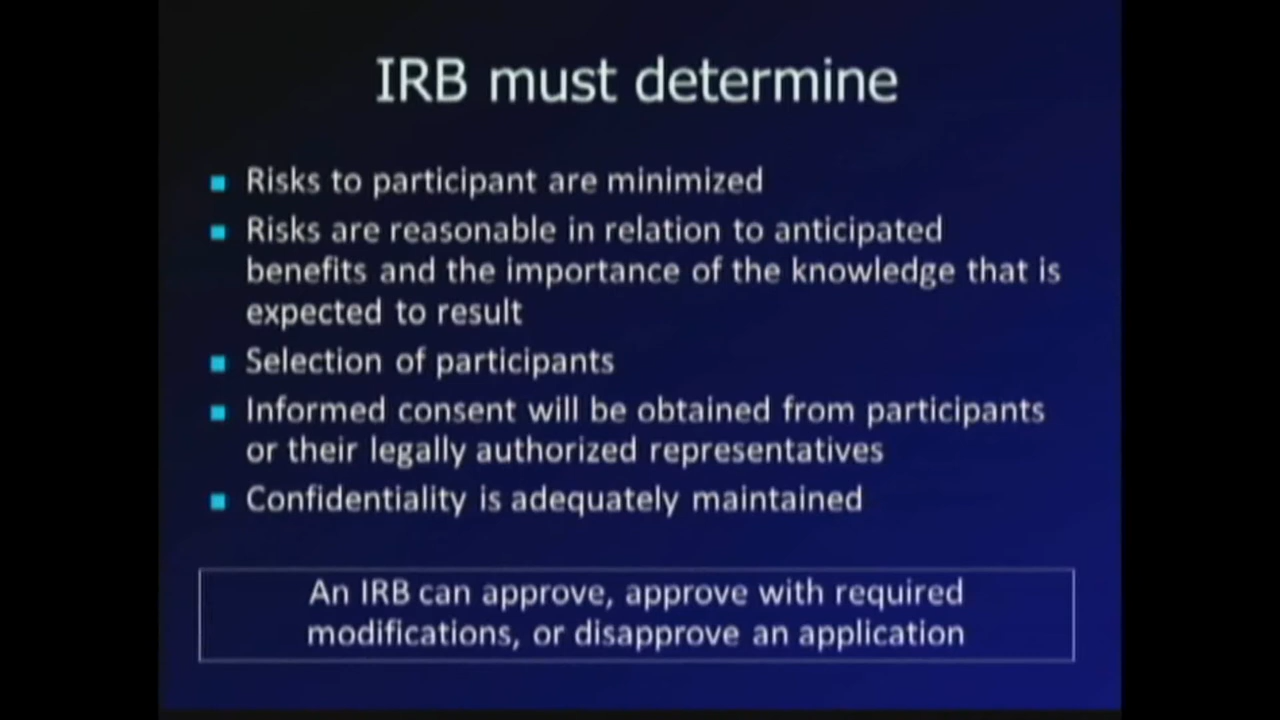 IRB must determine
Risks to participant are minimized
Risks are reasonable in relation to anticipated
benefits and the importance of the knowledge that is
expected to result
Selection of participants
Informed consent will be obtained from participants
or their legally authorized representatives
Confidentiality is adequately maintained
An IRB can approve, approve with required
modifications, or disapprove an application